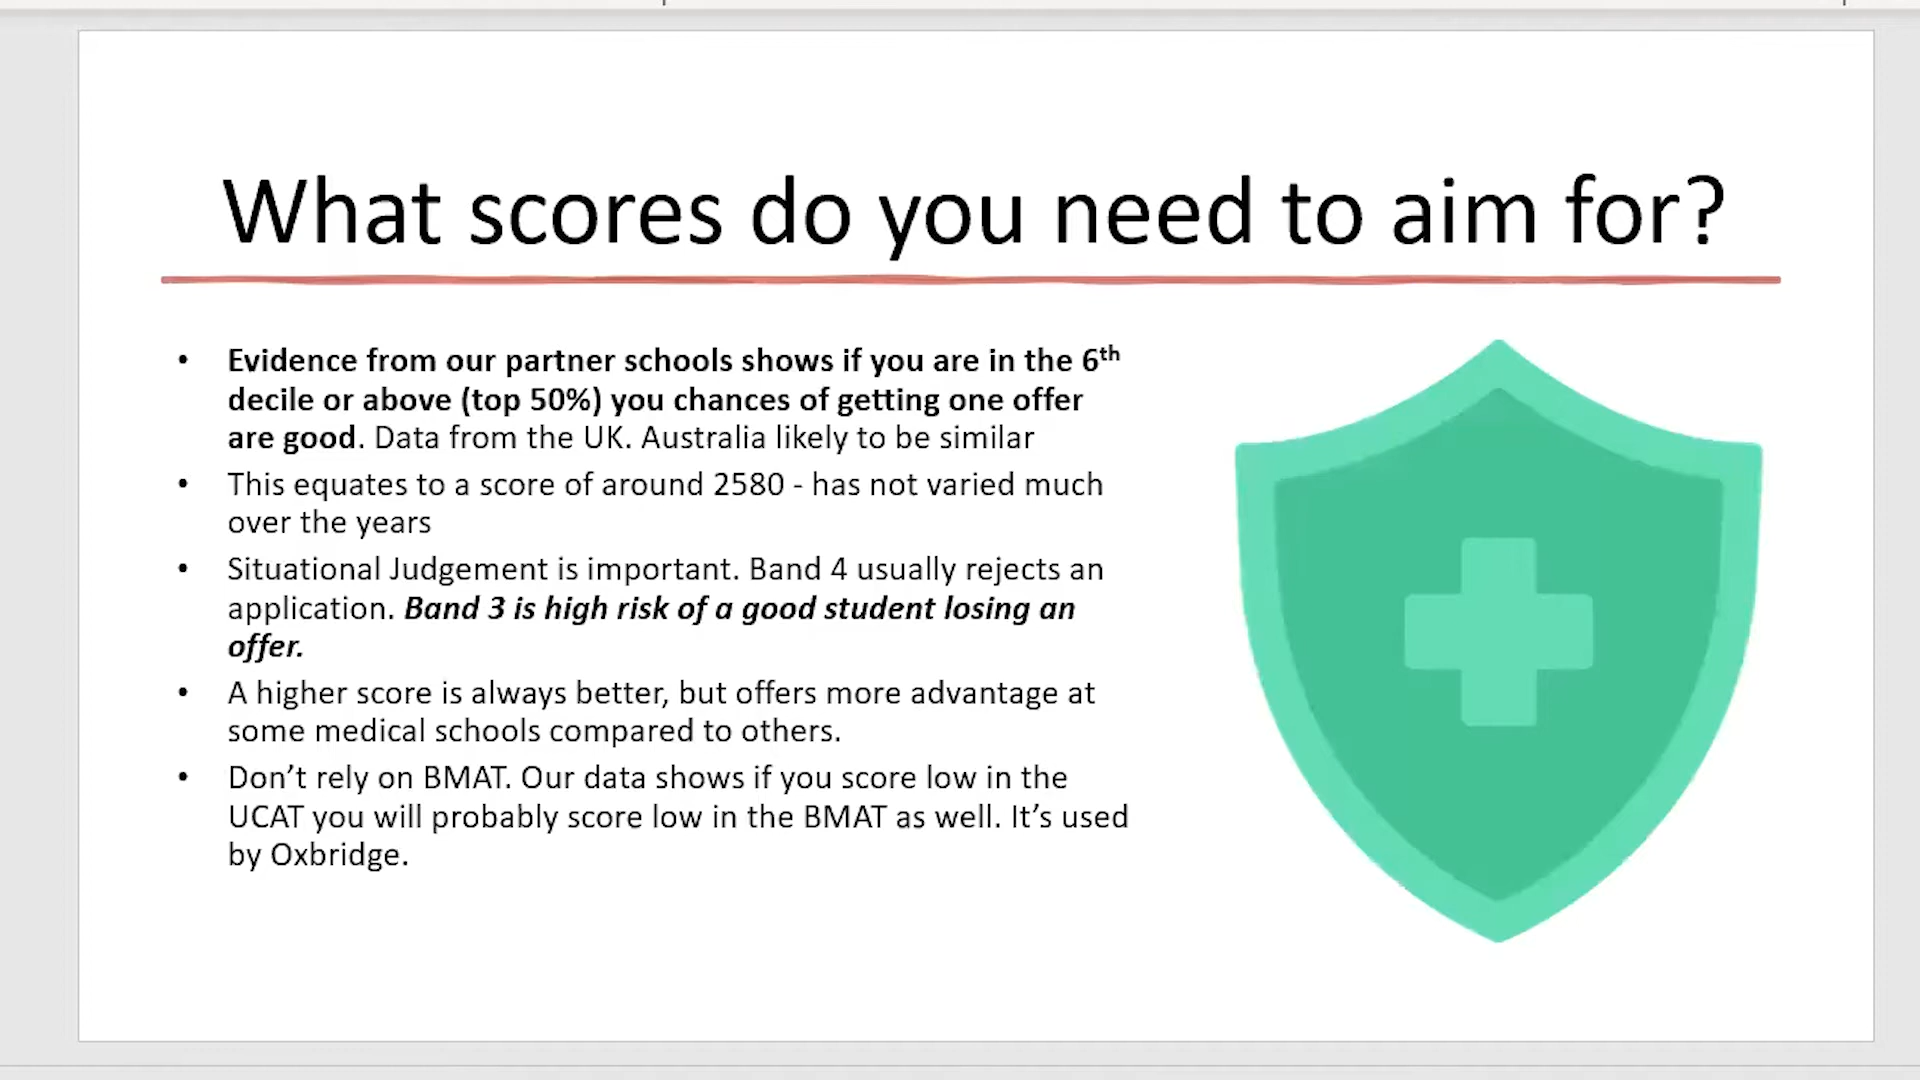 What scores do you need to aim for?
• Evidence from our partner schools shows if you are in the 6th
decile or above (top 50%) you chances of getting one offer
are good. Data from the UK. Australia likely to be similar
• This equates to a score of around 2580 - has not varied much
over the years
• Situational Judgement is important. Band 4 usually rejects an
application. Band 3 is high risk of a good student losing an
offer.
• A higher score is always better, but offers more advantage at
some medical schools compared to others.
• Don’t rely on BMAT. Our data shows if you score low in the
UCAT you will probably score low in the BMAT as well. It’s used
by Oxbridge.